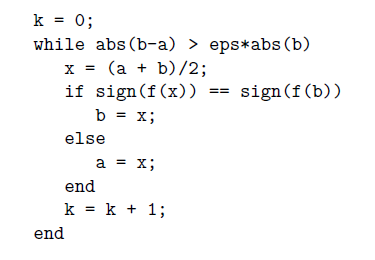 k = 0;
while abs(b-a) > eps*abs(b)
x = (a + b)/2;
if sign(f(x)) == sign(f(b))
b = x;
else
a = x;
end
k = k + 1;
end